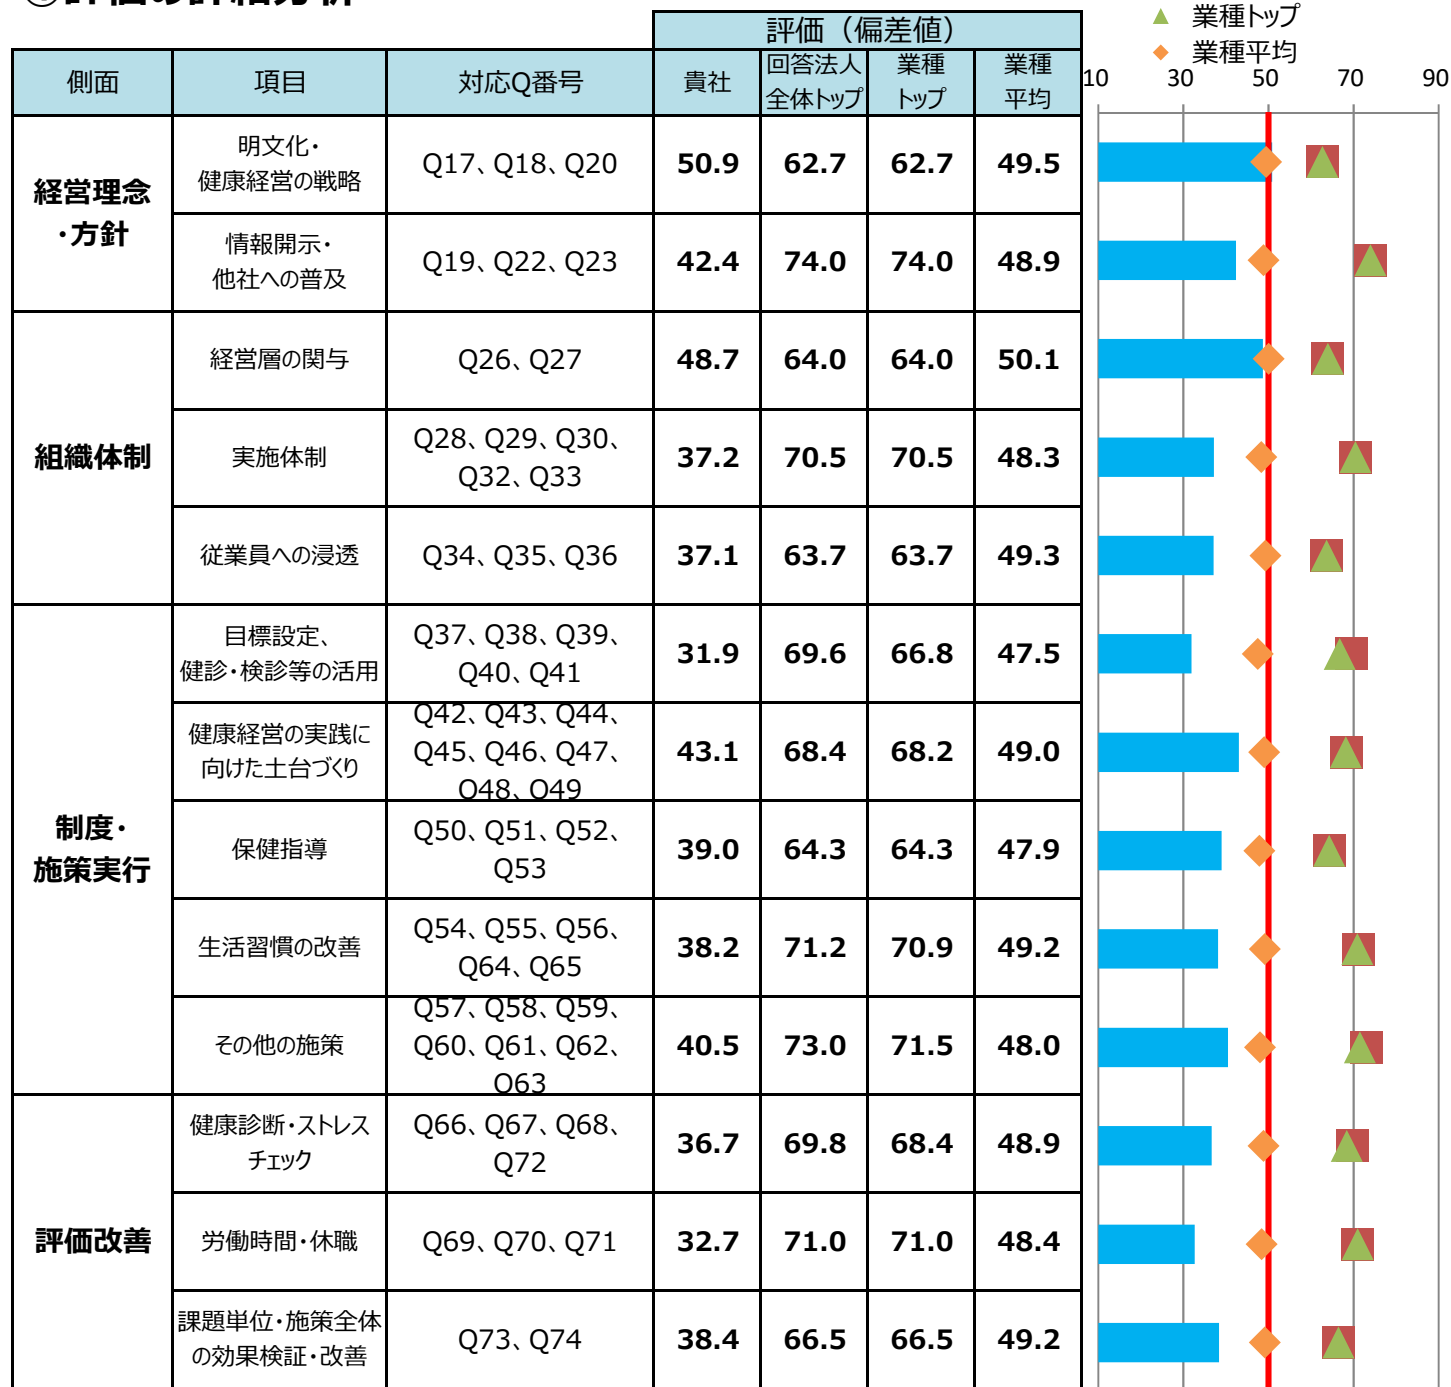 ①評価の詳細分析
▲ 業種トップ
◆ 業種平均
評価（偏差値）
側面 項目 対応Q番号 貴社 回答法人 業種 業種
全体トップ トップ 平均
10 30 50 70 90
経営理念
・方針
明文化・
健康経営の戦略
Q17、Q18、Q20 50.9 62.7 62.7 49.5
情報開示・
他社への普及
Q19、Q22、Q23 42.4 74.0 74.0 48.9
組織体制
経営層の関与 Q26、Q27 48.7 64.0 64.0 50.1
実施体制
Q28、Q29、Q30、
Q32、Q33
37.2 70.5 70.5 48.3
従業員への浸透 Q34、Q35、Q36 37.1 63.7 63.7 49.3
制度・
施策実行
目標設定、
健診・検診等の活用
Q37、Q38、Q39、
Q40、Q41
31.9 69.6 66.8 47.5
健康経営の実践に
向けた土台づくり
Q42、Q43、Q44、
Q45、Q46、Q47、
Q48、Q49
43.1 68.4 68.2 49.0
保健指導
Q50、Q51、Q52、
Q53
39.0 64.3 64.3 47.9
生活習慣の改善
Q54、Q55、Q56、
Q64、Q65
38.2 71.2 70.9 49.2
その他の施策
Q57、Q58、Q59、
Q60、Q61、Q62、
Q63
40.5 73.0 71.5 48.0
評価改善
健康診断・ストレス
チェック
Q66、Q67、Q68、
Q72
36.7 69.8 68.4 48.9
労働時間・休職 Q69、Q70、Q71 32.7 71.0 71.0 48.4
課題単位・施策全体
の効果検証・改善
Q73、Q74 38.4 66.5 66.5 49.2